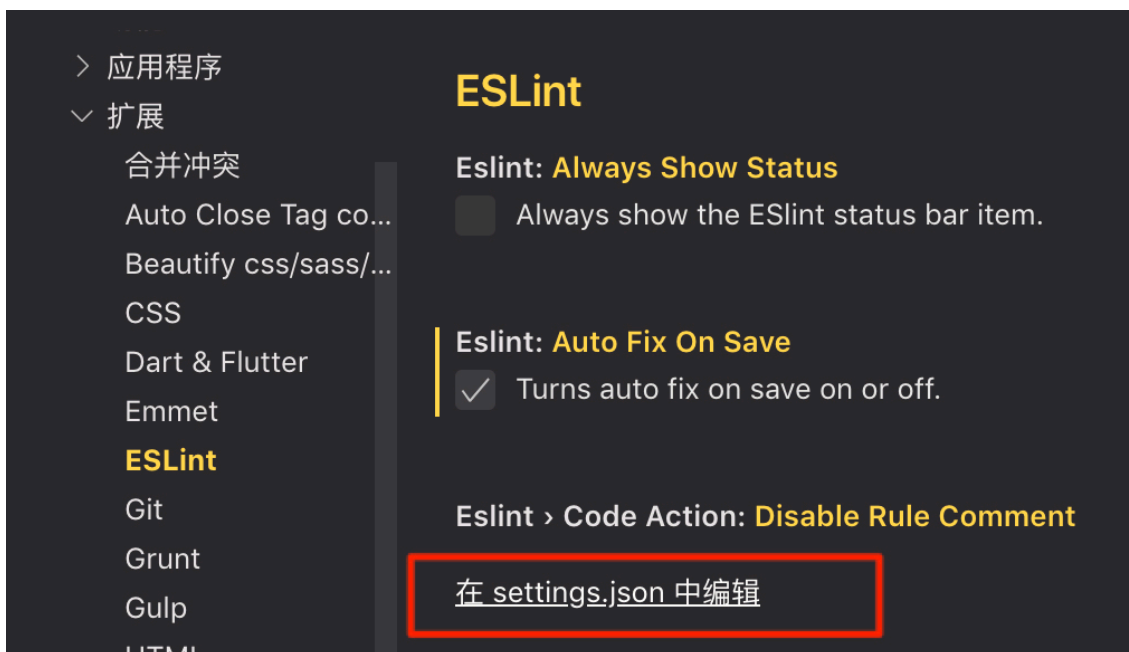 应用程序
扩展
合并冲突
Auto Close Tag co...
Beautify css/sass/...
CSS
Dart & Flutter
Emmet
ESLint
Git
Grunt
Gulp
HTML
ESLint
Eslint: Always Show Status
Always show the ESlint status bar item.
Eslint: Auto Fix On Save
Turns auto fix on save on or off.
Eslint › Code Action: Disable Rule Comment
在 settings.json 中编辑